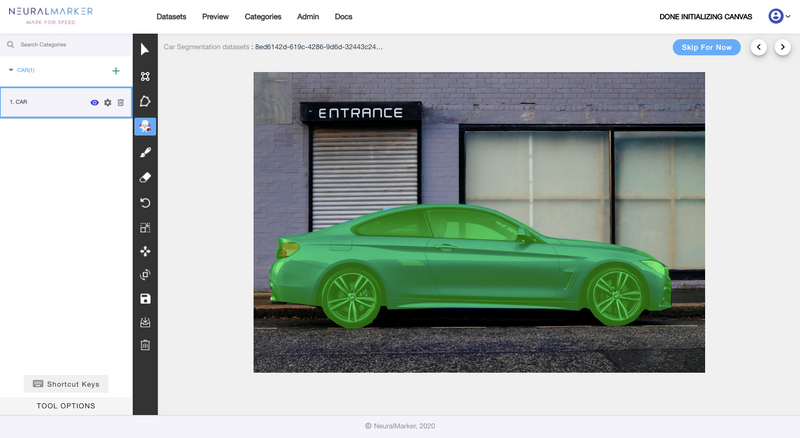 NEURALMARKER
MARK FOR SPEED
Datasets
Preview
Categories
Admin
Docs
DONE INITIALIZING CANVAS
Search Categories
CAR(1)
1. CAR
Car Segmentation datasets : 8ed6142d-619c-4286-9d6d-32443c24...
Skip For Now
ENTRANCE
Shortcut Keys
TOOL OPTIONS
© NeuralMarker, 2020